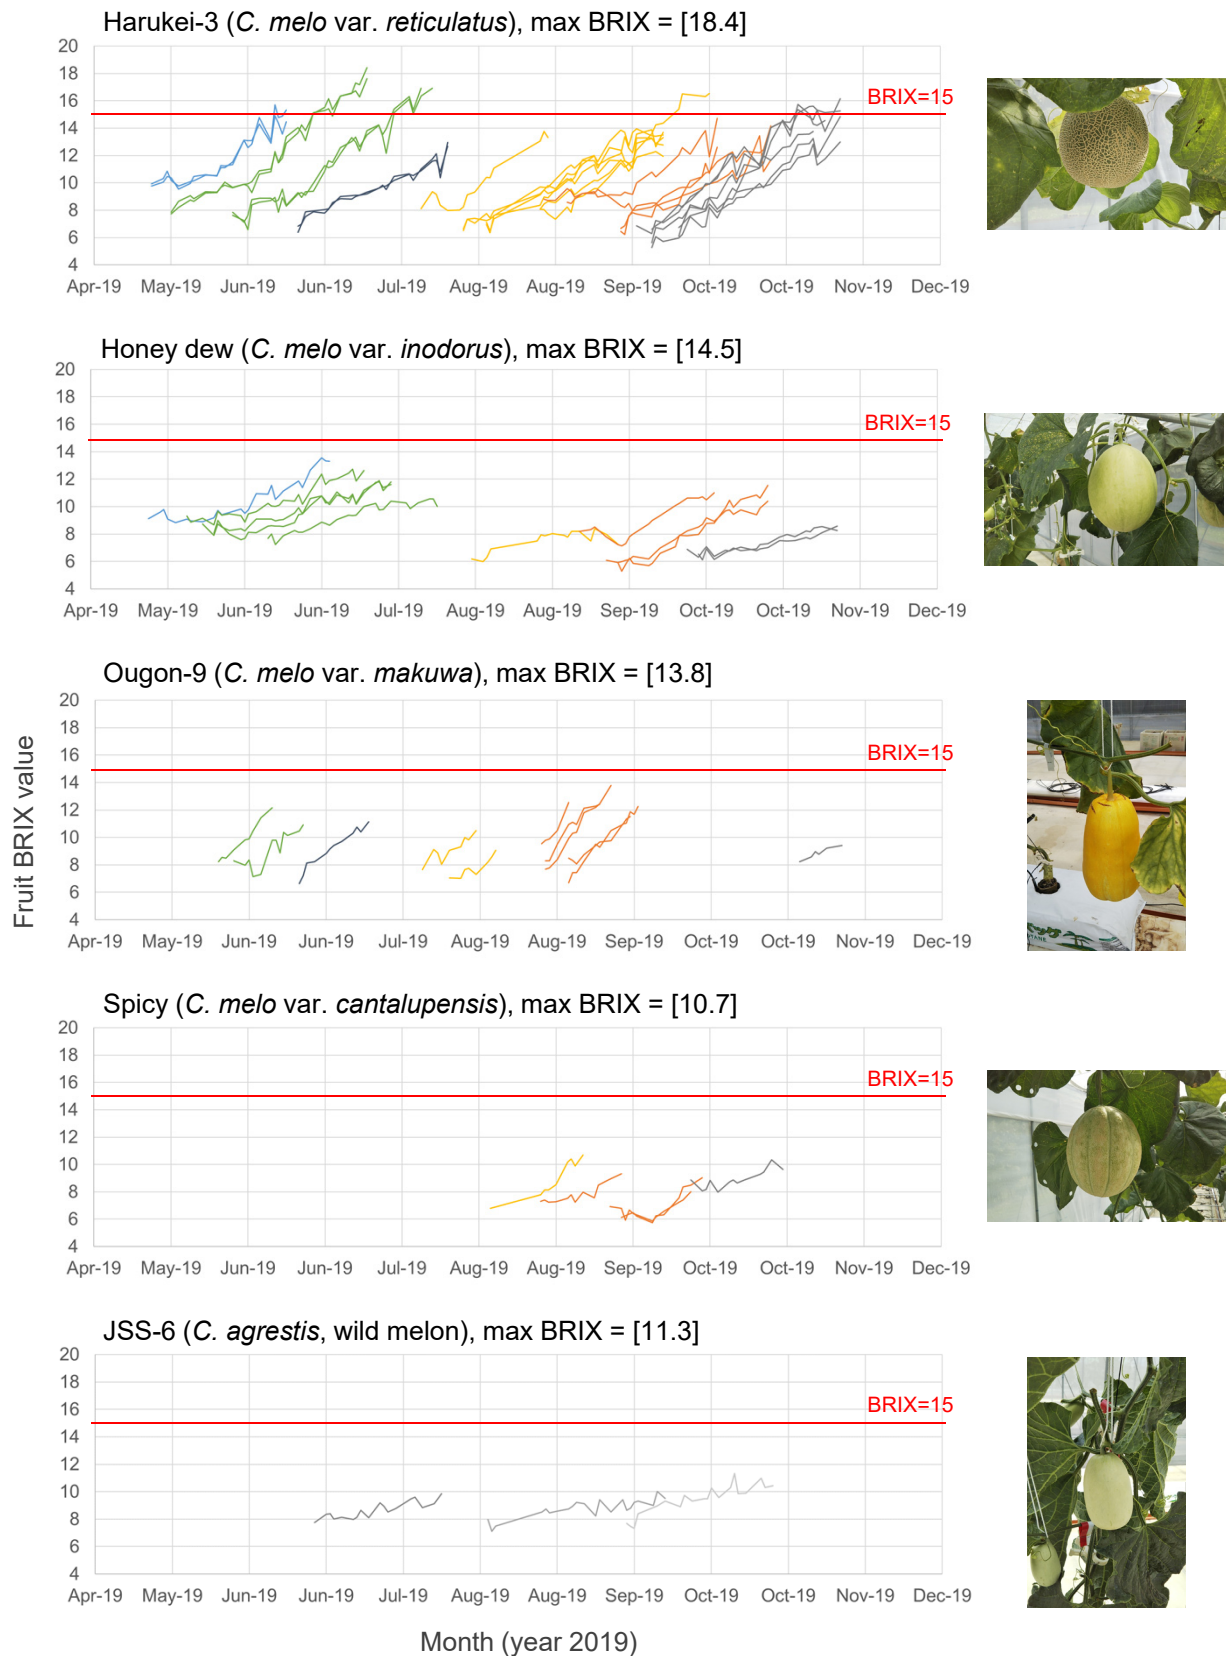 Harukei-3 (C. melo var. reticulatus), max BRIX = [18.4]
20
18
16
14
12
10
8
6
4
BRIX=15
Apr-19 May-19 Jun-19 Jun-19 Jul-19 Aug-19 Aug-19 Sep-19 Oct-19 Oct-19 Nov-19 Dec-19
Honey dew (C. melo var. inodorus), max BRIX = [14.5]
20
18
16
14
12
10
8
6
4
BRIX=15
Apr-19 May-19 Jun-19 Jun-19 Jul-19 Aug-19 Aug-19 Sep-19 Oct-19 Oct-19 Nov-19 Dec-19
Ougon-9 (C. melo var. makuwa), max BRIX = [13.8]
20
18
16
14
12
10
8
6
4
BRIX=15
Apr-19 May-19 Jun-19 Jun-19 Jul-19 Aug-19 Aug-19 Sep-19 Oct-19 Oct-19 Nov-19 Dec-19
Fruit BRIX value
Spicy (C. melo var. cantalupensis), max BRIX = [10.7]
20
18
16
14
12
10
8
6
4
BRIX=15
Apr-19 May-19 Jun-19 Jun-19 Jul-19 Aug-19 Aug-19 Sep-19 Oct-19 Oct-19 Nov-19 Dec-19
JSS-6 (C. agrestis, wild melon), max BRIX = [11.3]
20
18
16
14
12
10
8
6
4
BRIX=15
Apr-19 May-19 Jun-19 Jun-19 Jul-19 Aug-19 Aug-19 Sep-19 Oct-19 Oct-19 Nov-19 Dec-19
Month (year 2019)